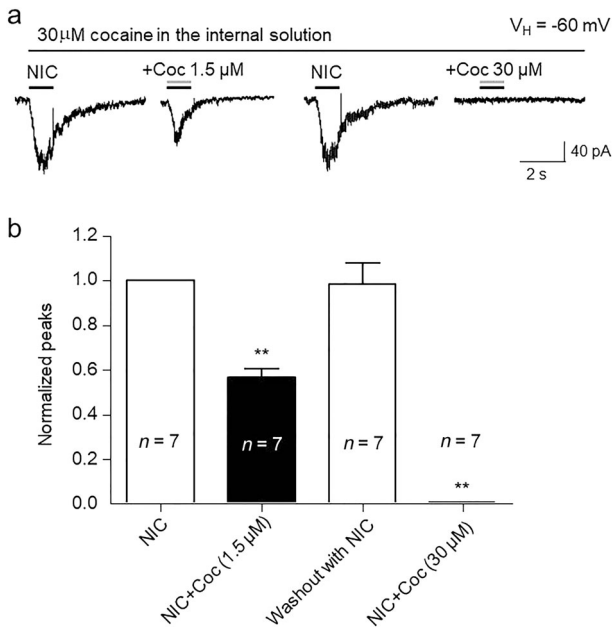 a
30µM cocaine in the internal solution
V_H = -60 mV
NIC
+Coc 1.5 µM
NIC
+Coc 30 µM
40 pA
2 s
b
Normalized peaks
1.2
1.0
0.8
0.6
0.4
0.2
0.0
**
**
n = 7
n = 7
n = 7
n = 7
NIC
NIC+Coc (1.5 µM)
Washout with NIC
NIC+Coc (30 µM)